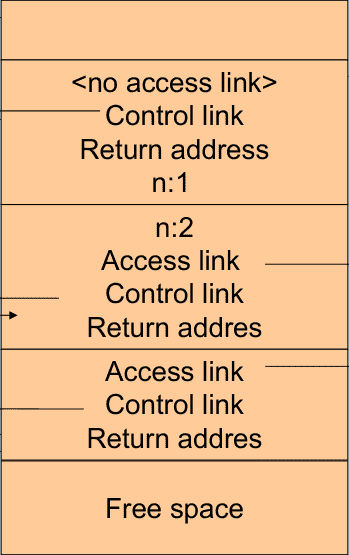 <no access link>
Control link
Return address
n:1
n:2
Access link
Control link
Return addres
Access link
Control link
Return addres
Free space